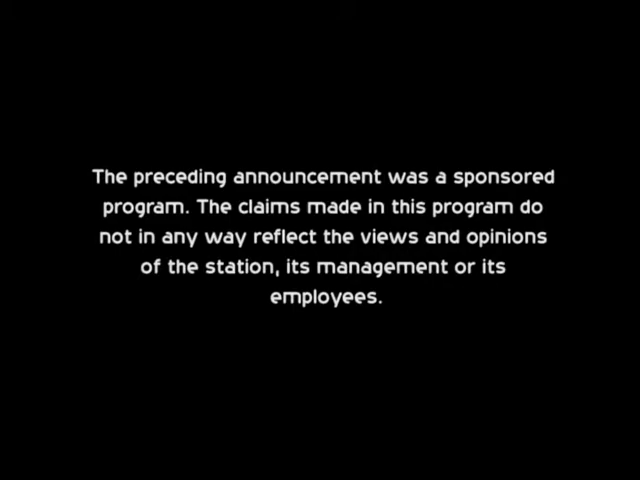 The preceding announcement was a sponsored
program. The claims made in this program do
not in any way reflect the views and opinions
of the station, its management or its
employees.